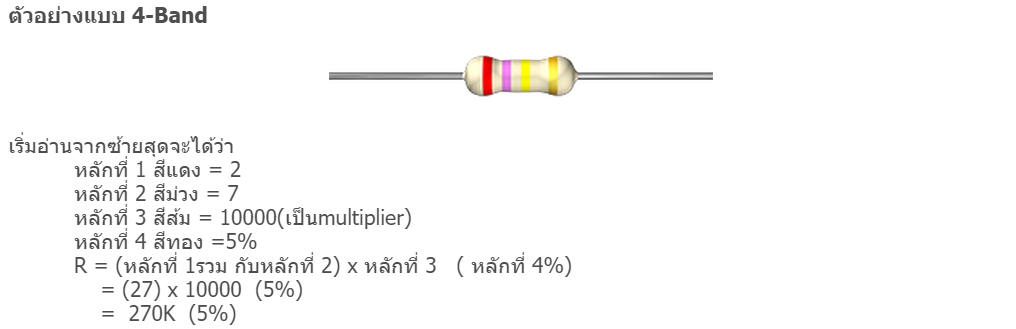 ตัวอย่างแบบ 4-Band
เริ่มอ่านจากซ้ายสุดจะได้ว่า
หลักที่ 1 สีแดง = 2
หลักที่ 2 สีม่วง = 7
หลักที่ 3 สีส้ม = 10000(เป็นmultiplier)
หลักที่ 4 สีทอง =5%
R = (หลักที่ 1รวม กับหลักที่ 2) x หลักที่ 3 ( หลักที่ 4%)
= (27) x 10000 (5%)
= 270K (5%)